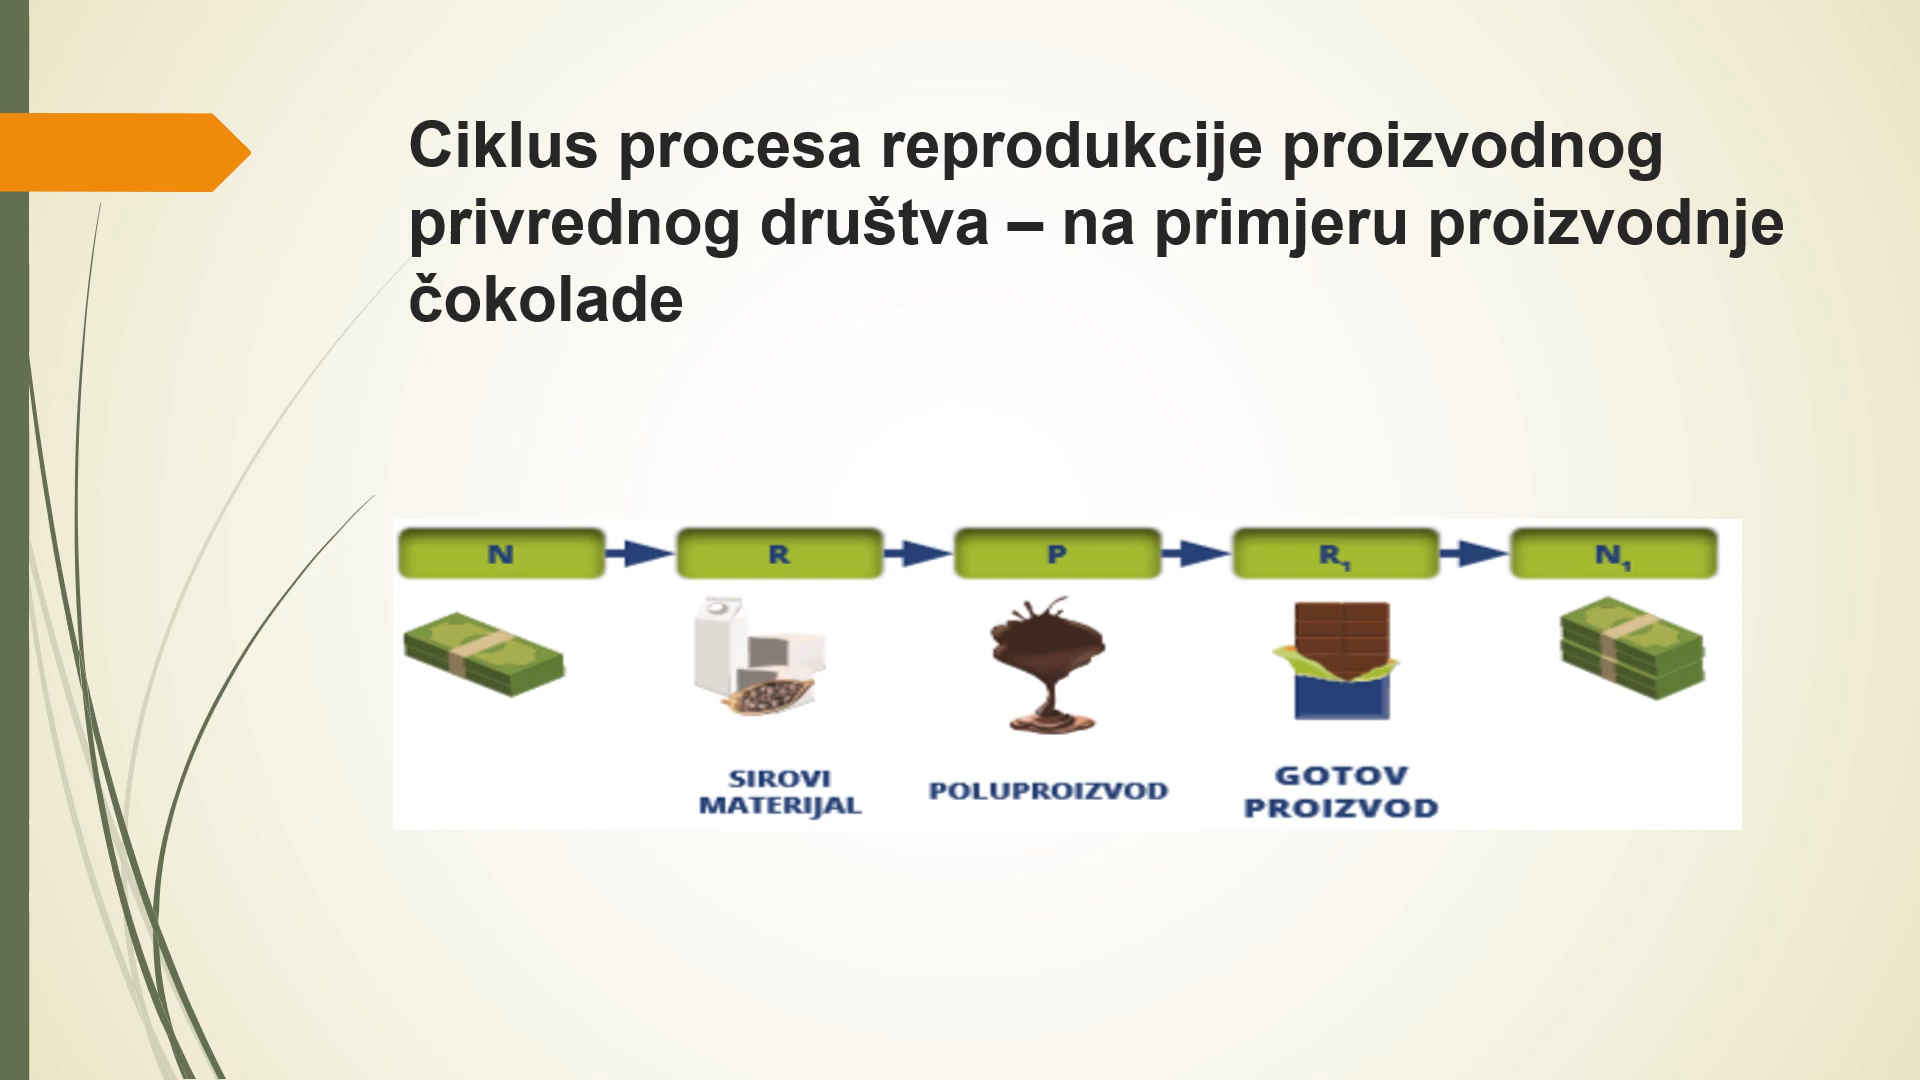 Ciklus procesa reprodukcije proizvodnog
privrednog društva – na primjeru proizvodnje
čokolade
N R P R₁ N₁
SIROVI
MATERIJAL
POLUPROIZVOD
GOTOV
PROIZVOD